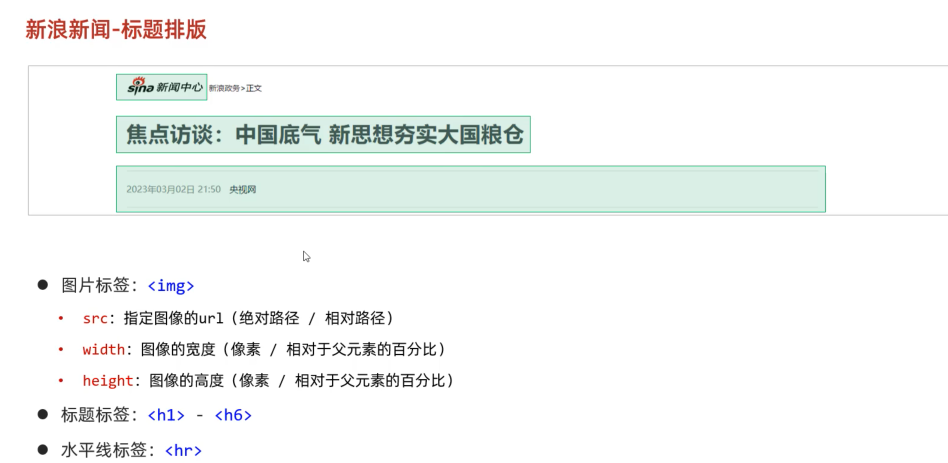 新浪新闻-标题排版
sina 新闻中心 新浪政务>正文
焦点访谈：中国底气 新思想夯实大国粮仓
2023年03月02日 21:50 央视网
● 图片标签：<img>
• src：指定图像的url（绝对路径 / 相对路径）
• width：图像的宽度（像素 / 相对于父元素的百分比）
• height：图像的高度（像素 / 相对于父元素的百分比）
● 标题标签：<h1> - <h6>
● 水平线标签：<hr>